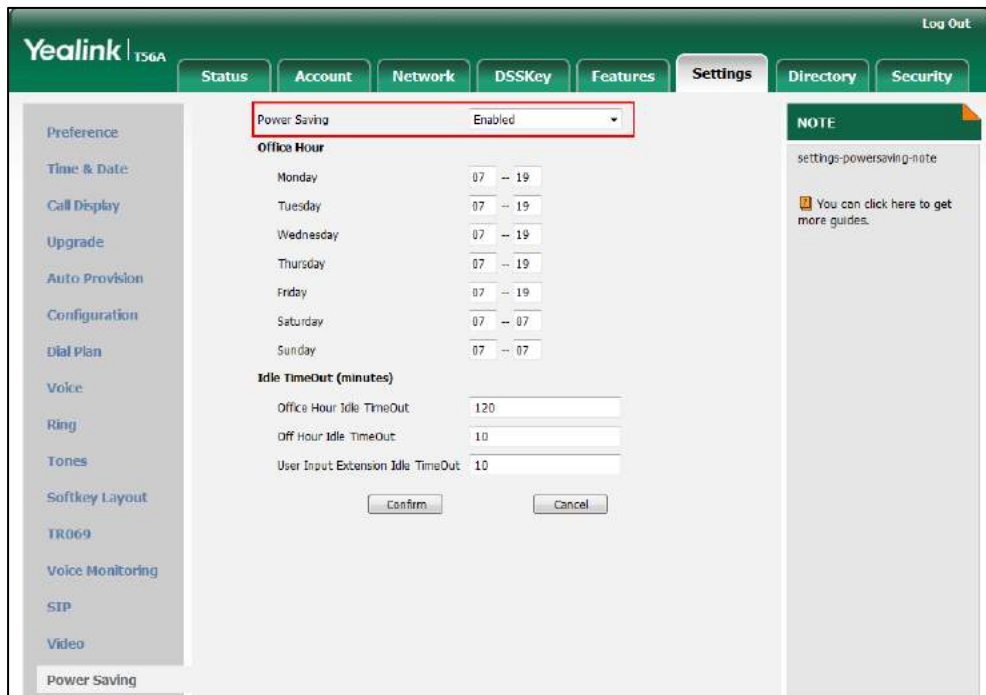 Log Out
Yealink | T56A
Status Account Network DSSKey Features Settings Directory Security
Preference
Time & Date
Call Display
Upgrade
Auto Provision
Configuration
Dial Plan
Voice
Ring
Tones
Softkey Layout
TR069
Voice Monitoring
SIP
Video
Power Saving
Power Saving Enabled
Office Hour
Monday 07 -- 19
Tuesday 07 -- 19
Wednesday 07 -- 19
Thursday 07 -- 19
Friday 07 -- 19
Saturday 07 -- 07
Sunday 07 -- 07
Idle TimeOut (minutes)
Office Hour Idle TimeOut 120
Off Hour Idle TimeOut 10
User Input Extension Idle TimeOut 10
Confirm Cancel
NOTE
settings-powersaving-note
You can click here to get
more guides.